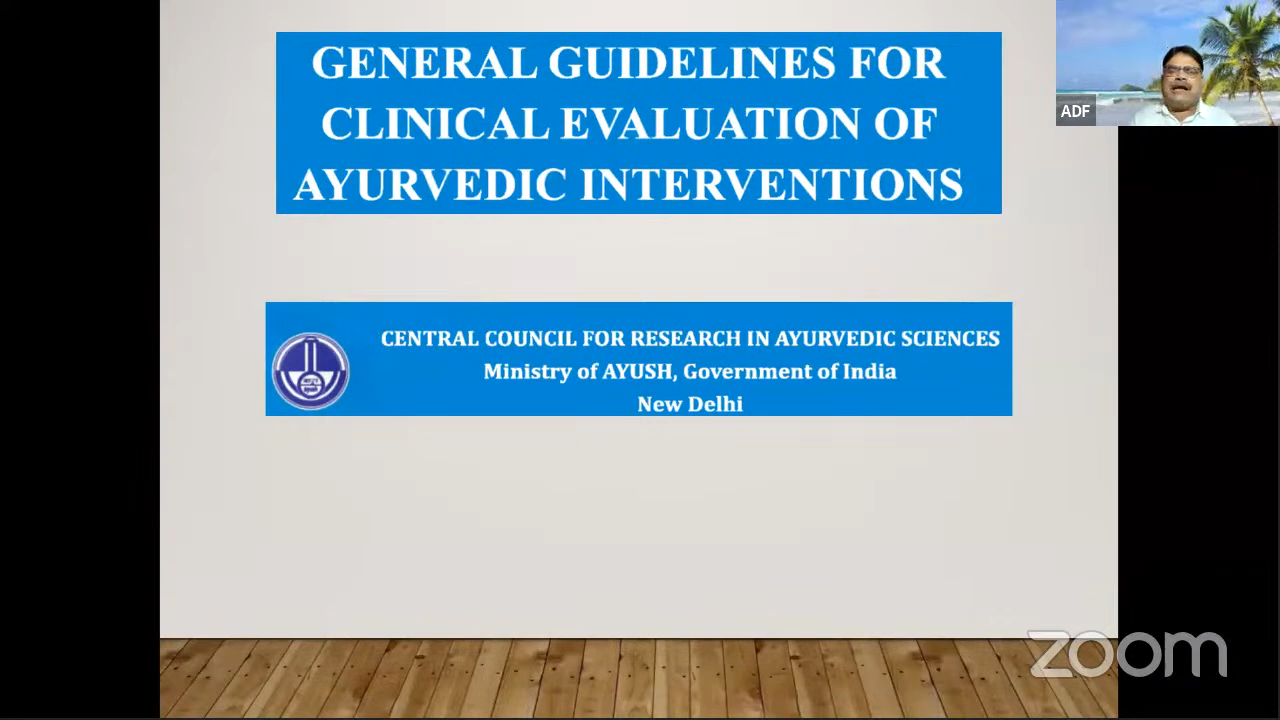 GENERAL GUIDELINES FOR
CLINICAL EVALUATION OF
AYURVEDIC INTERVENTIONS
ADF
CENTRAL COUNCIL FOR RESEARCH IN AYURVEDIC SCIENCES
Ministry of AYUSH, Government of India
New Delhi
zoom